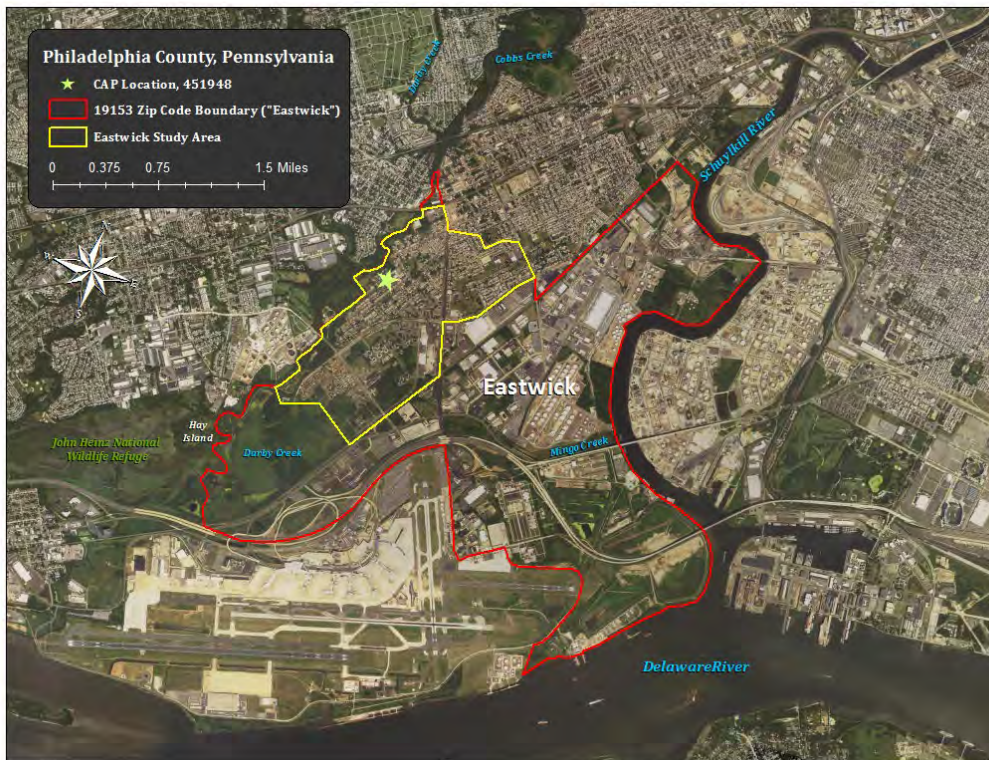 Philadelphia County, Pennsylvania
CAP Location, 451948
19153 Zip Code Boundary ("Eastwick")
Eastwick Study Area
0 0.375 0.75 1.5 Miles
N
W
E
S
Darby Creek
Cobbs Creek
Schuylkill River
Eastwick
Hay
Island
John Heinz National
Wildlife Refuge
Darby Creek
Mingo Creek
DelawareRiver